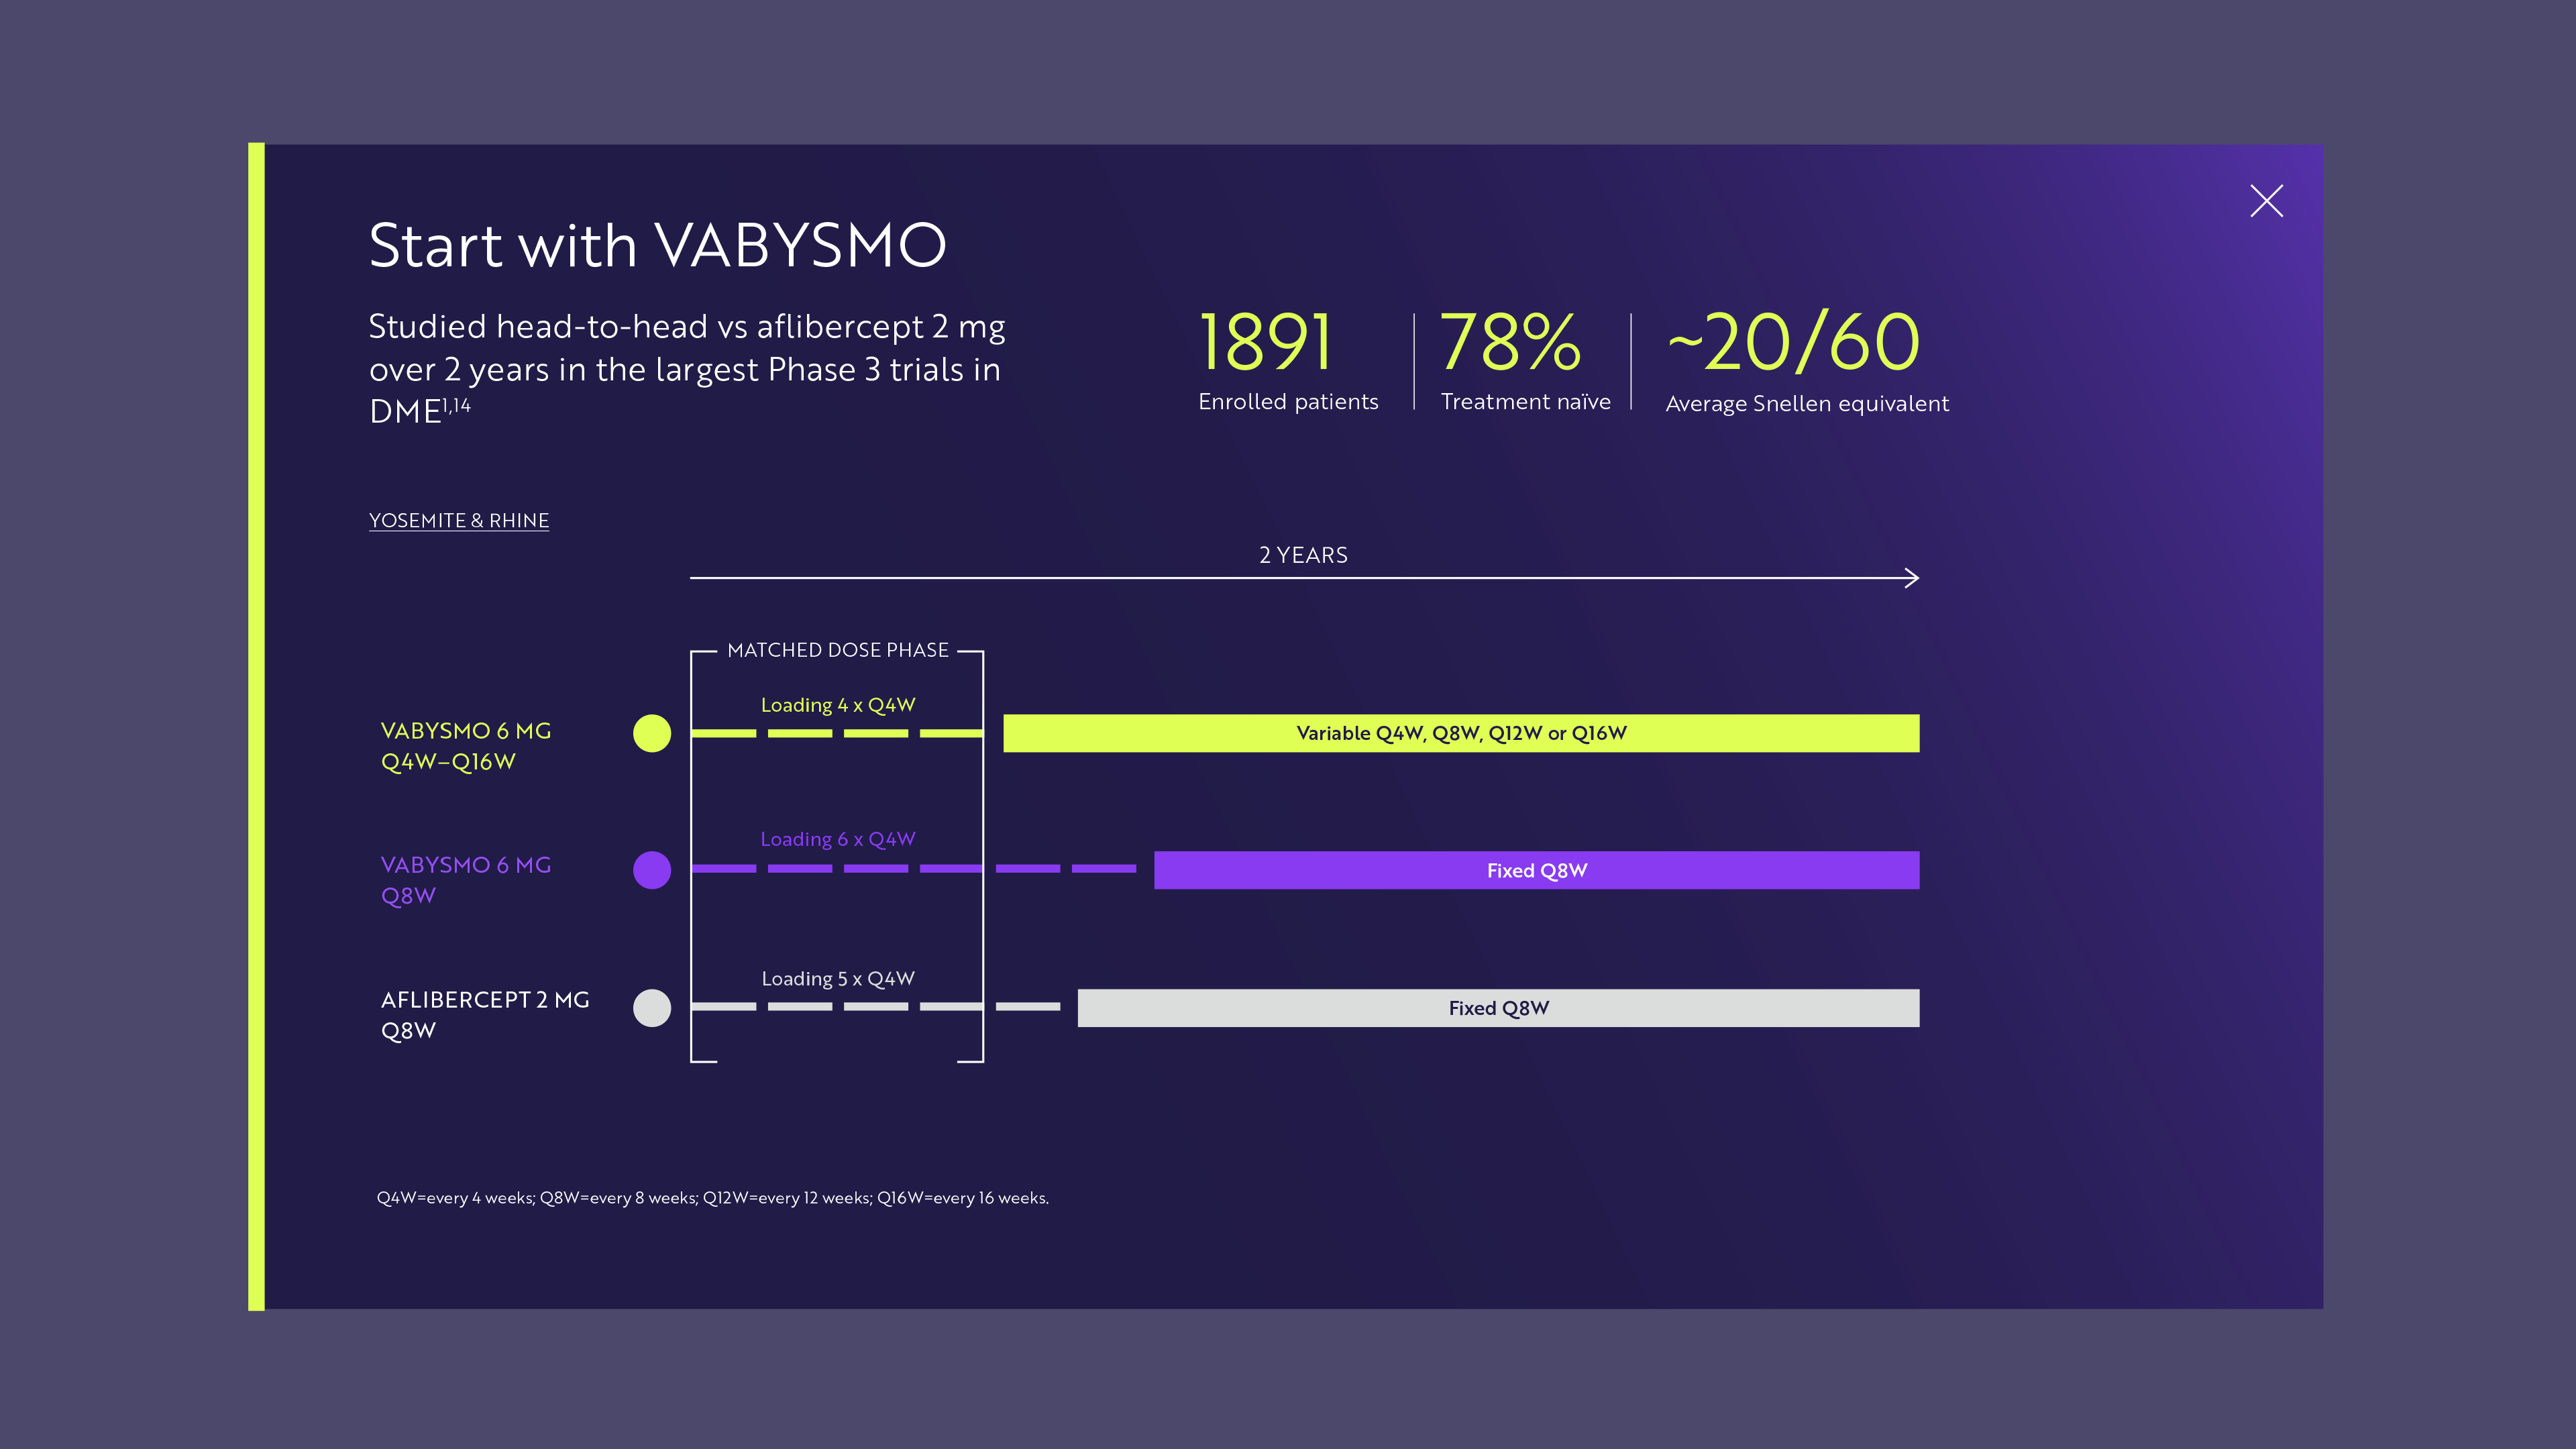 Start with VABYSMO
Studied head-to-head vs aflibercept 2 mg
over 2 years in the largest Phase 3 trials in
DME1,14
1891
Enrolled patients
78%
Treatment naïve
~20/60
Average Snellen equivalent
YOSEMITE & RHINE
2 YEARS
MATCHED DOSE PHASE
VABYSMO 6 MG
Q4W–Q16W
Loading 4 x Q4W
Variable Q4W, Q8W, Q12W or Q16W
VABYSMO 6 MG
Q8W
Loading 6 x Q4W
Fixed Q8W
AFLIBERCEPT 2 MG
Q8W
Loading 5 x Q4W
Fixed Q8W
Q4W=every 4 weeks; Q8W=every 8 weeks; Q12W=every 12 weeks; Q16W=every 16 weeks.